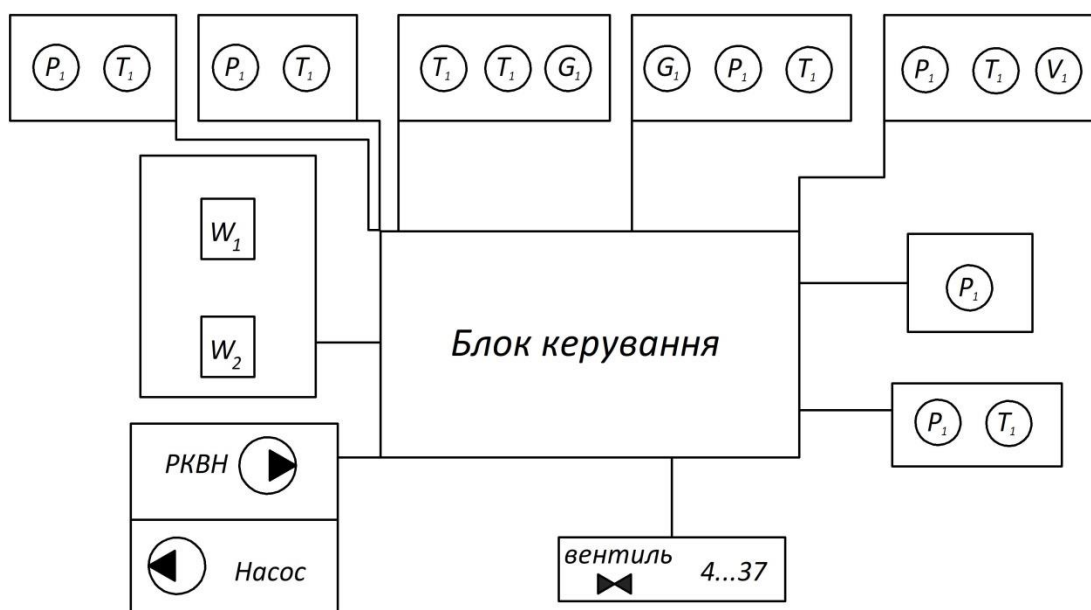 P₁ T₁
P₁ T₁
T₁ T₁ G₁
G₁ P₁ T₁
P₁ T₁ V₁
W₁
W₂
Блок керування
P₁
P₁ T₁
РКВН
Насос
вентиль 4...37